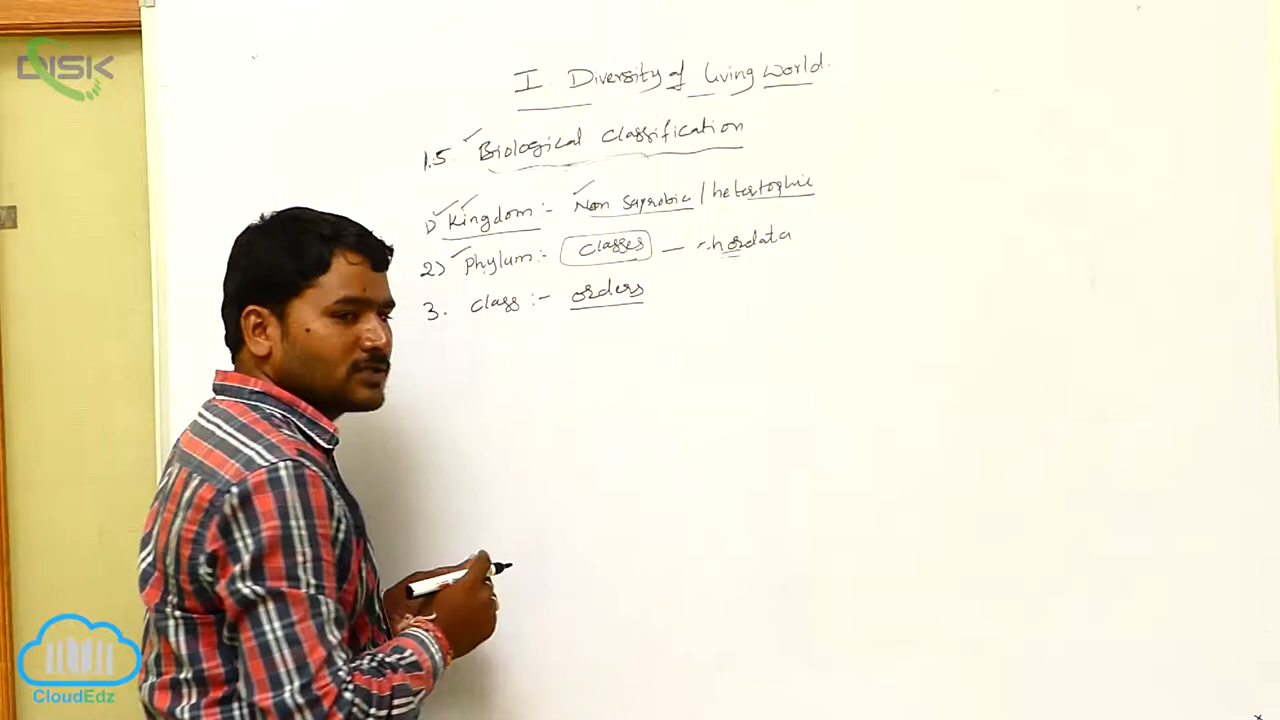 DISK
I. Diversity of living world.
1.5. Biological classification
1) Kingdom :- Non saprobic / hetertophic
2) Phylum :- classes — chordata
3. class :- orders
CloudEdz